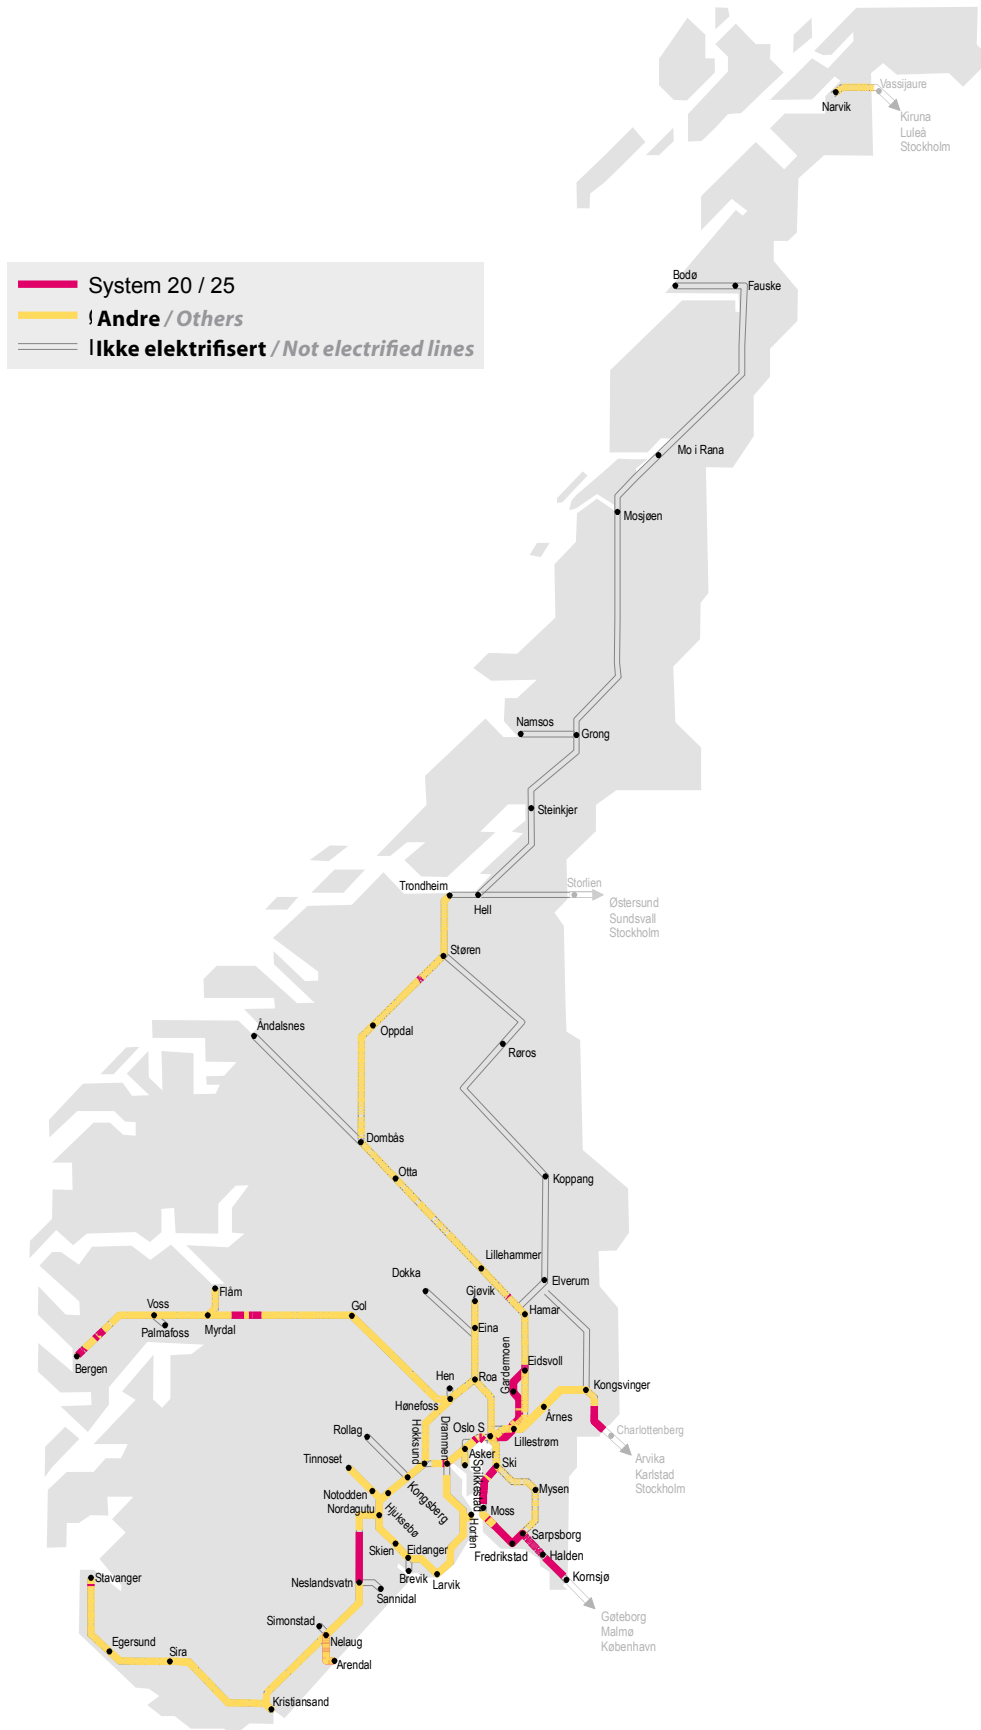 Vassijaure
Narvik
Kiruna
Luleå
Stockholm
System 20 / 25
Andre / Others
Ikke elektrifisert / Not electrified lines
Bodø
Fauske
Mo i Rana
Mosjøen
Namsos
Grong
Steinkjer
Trondheim
Hell
Storlien
Østersund
Sundsvall
Stockholm
Støren
Åndalsnes
Oppdal
Røros
Dombås
Otta
Koppang
Lillehammer
Elverum
Dokka
Gjøvik
Flåm
Voss
Palmafoss
Myrdal
Gol
Hamar
Eina
Bergen
Gardermoen
Eidsvoll
Hen
Roa
Kongsvinger
Hønefoss
Årnes
Rollag
Hokksund
Drammen
Oslo S
Lillestrøm
Charlottenberg
Asker
Arvika
Karlstad
Stockholm
Tinnoset
Spikkestad
Ski
Notodden
Kongsberg
Mysen
Nordagutu
Hjuksebø
Moss
Horten
Sarpsborg
Skien
Eidanger
Fredrikstad
Halden
Stavanger
Neslandsvatn
Brevik
Larvik
Kornsjø
Sannidal
Simonstad
Gøteborg
Malmø
København
Egersund
Sira
Nelaug
Arendal
Kristiansand